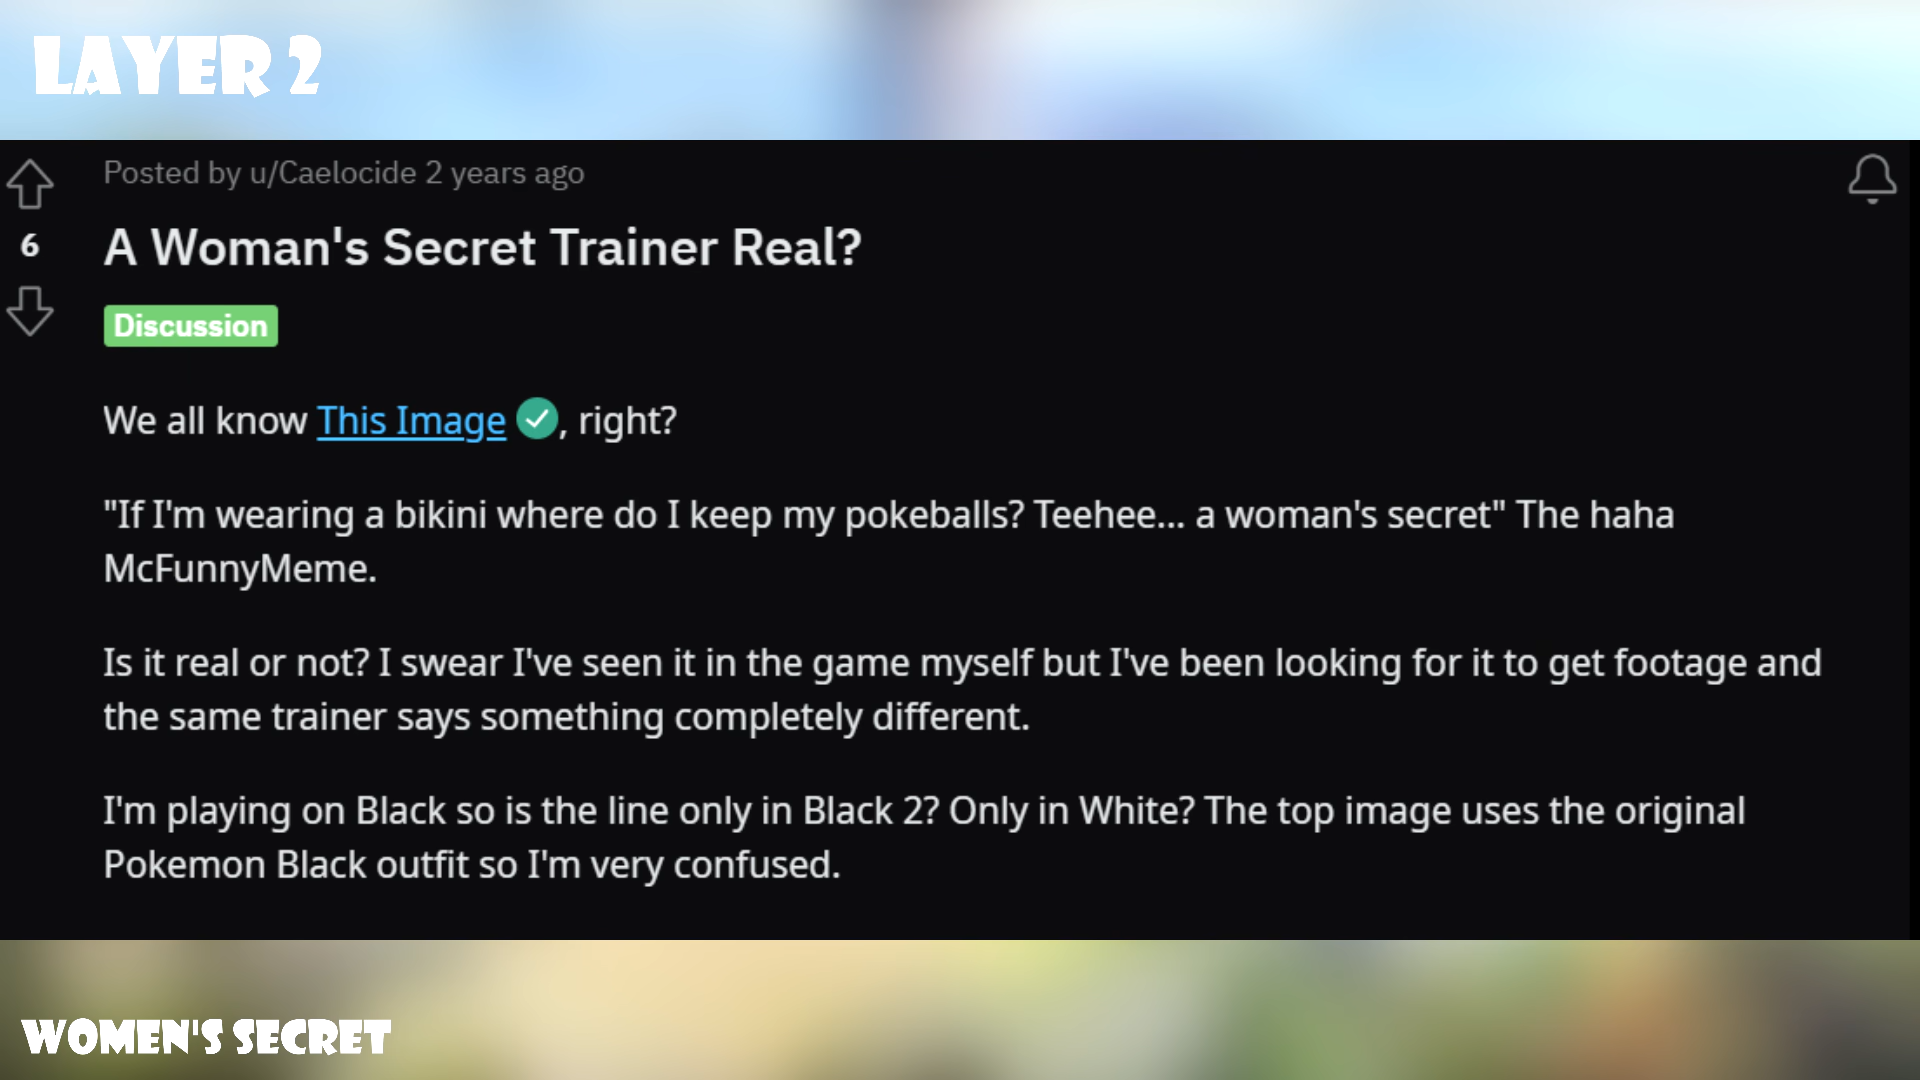 LAYER 2
Posted by u/Caelocide 2 years ago
6
A Woman's Secret Trainer Real?
Discussion
We all know This Image, right?
"If I'm wearing a bikini where do I keep my pokeballs? Teehee... a woman's secret" The haha
McFunnyMeme.
Is it real or not? I swear I've seen it in the game myself but I've been looking for it to get footage and
the same trainer says something completely different.
I'm playing on Black so is the line only in Black 2? Only in White? The top image uses the original
Pokemon Black outfit so I'm very confused.
WOMEN'S SECRET